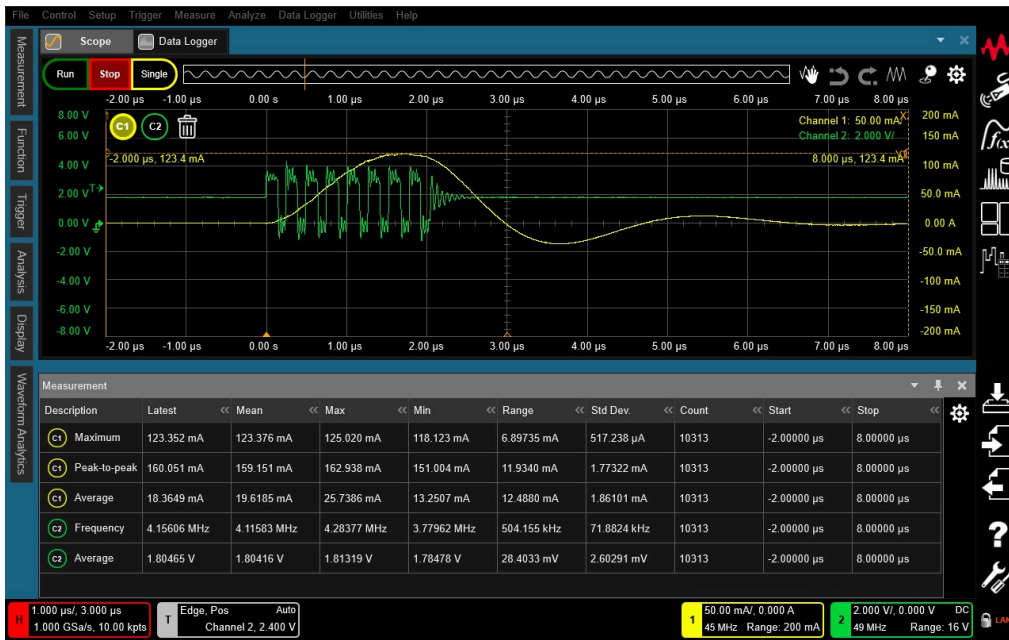 File Control Setup Trigger Measure Analyze Data Logger Utilities Help
Scope Data Logger
Measurement
Function
Trigger
Analysis
Display
Waveform Analytics
Run Stop Single
-2.00 µs -1.00 µs 0.00 s 1.00 µs 2.00 µs 3.00 µs 4.00 µs 5.00 µs 6.00 µs 7.00 µs 8.00 µs
8.00 V C1 C2 Channel 1: 50.00 mA/ X 200 mA
6.00 V Channel 2: 2.000 V/ 150 mA
-2.000 µs, 123.4 mA 8.000 µs, 123.4 mA
4.00 V 100 mA
2.00 V T 50.0 mA
0.00 V 0.00 A
-2.00 V -50.0 mA
-4.00 V -100 mA
-6.00 V -150 mA
-8.00 V -200 mA
-2.00 µs -1.00 µs 0.00 s 1.00 µs 2.00 µs 3.00 µs 4.00 µs 5.00 µs 6.00 µs 7.00 µs 8.00 µs
f(x)
Measurement
Description Latest Mean Max Min Range Std Dev. Count Start Stop
C1 Maximum 123.352 mA 123.376 mA 125.020 mA 118.123 mA 6.89735 mA 517.238 µA 10313 -2.00000 µs 8.00000 µs
C1 Peak-to-peak 160.051 mA 159.151 mA 162.938 mA 151.004 mA 11.9340 mA 1.77322 mA 10313 -2.00000 µs 8.00000 µs
C1 Average 18.3649 mA 19.6185 mA 25.7386 mA 13.2507 mA 12.4880 mA 1.86101 mA 10313 -2.00000 µs 8.00000 µs
C2 Frequency 4.15606 MHz 4.11583 MHz 4.28377 MHz 3.77962 MHz 504.155 kHz 71.8824 kHz 10313 -2.00000 µs 8.00000 µs
C2 Average 1.80465 V 1.80416 V 1.81319 V 1.78478 V 28.4033 mV 2.60291 mV 10313 -2.00000 µs 8.00000 µs
H 1.000 µs/, 3.000 µs
1.000 GSa/s, 10.00 kpts
T Edge, Pos Auto
Channel 2, 2.400 V
1 50.00 mA/, 0.000 A
45 MHz Range: 200 mA
2 2.000 V/, 0.000 V DC
49 MHz Range: 16 V
LAN